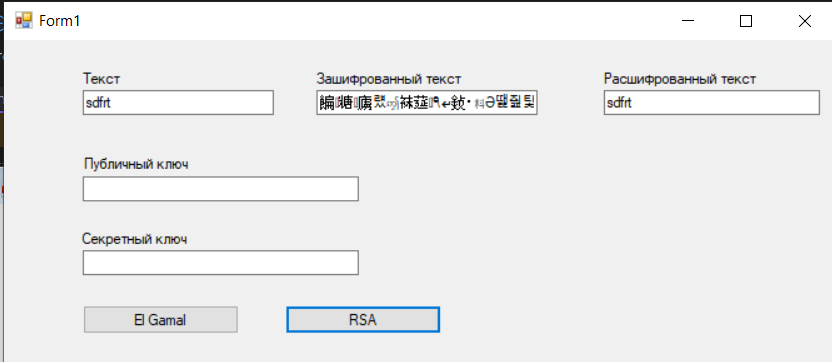 Form1
Текст
Зашифрованный текст
Расшифрованный текст
sdfrt
sdfrt
Публичный ключ
Секретный ключ
El Gamal
RSA